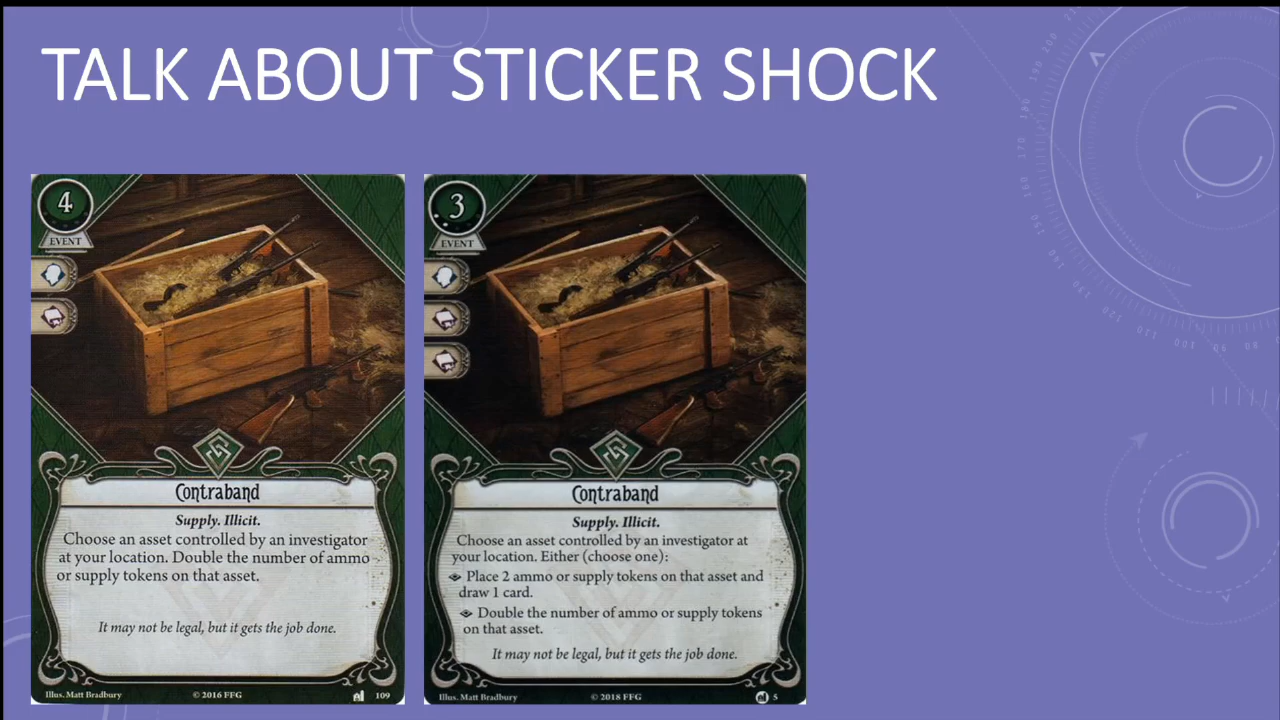 TALK ABOUT STICKER SHOCK
4
EVENT
Contraband
Supply. Illicit.
Choose an asset controlled by an investigator
at your location. Double the number of ammo
or supply tokens on that asset.
It may not be legal, but it gets the job done.
Illus. Matt Bradbury © 2016 FFG 109
3
EVENT
Contraband
Supply. Illicit.
Choose an asset controlled by an investigator at
your location. Either (choose one):
Place 2 ammo or supply tokens on that asset and
draw 1 card.
Double the number of ammo or supply tokens
on that asset.
It may not be legal, but it gets the job done.
Illus. Matt Bradbury © 2018 FFG 5